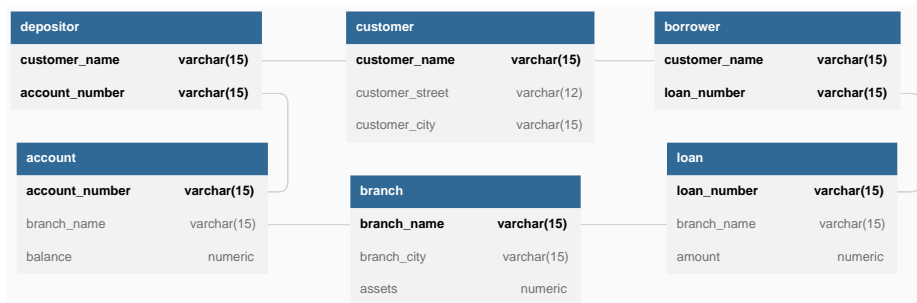 depositor
customer_name varchar(15)
account_number varchar(15)
customer
customer_name varchar(15)
customer_street varchar(12)
customer_city varchar(15)
borrower
customer_name varchar(15)
loan_number varchar(15)
account
account_number varchar(15)
branch_name varchar(15)
balance numeric
branch
branch_name varchar(15)
branch_city varchar(15)
assets numeric
loan
loan_number varchar(15)
branch_name varchar(15)
amount numeric